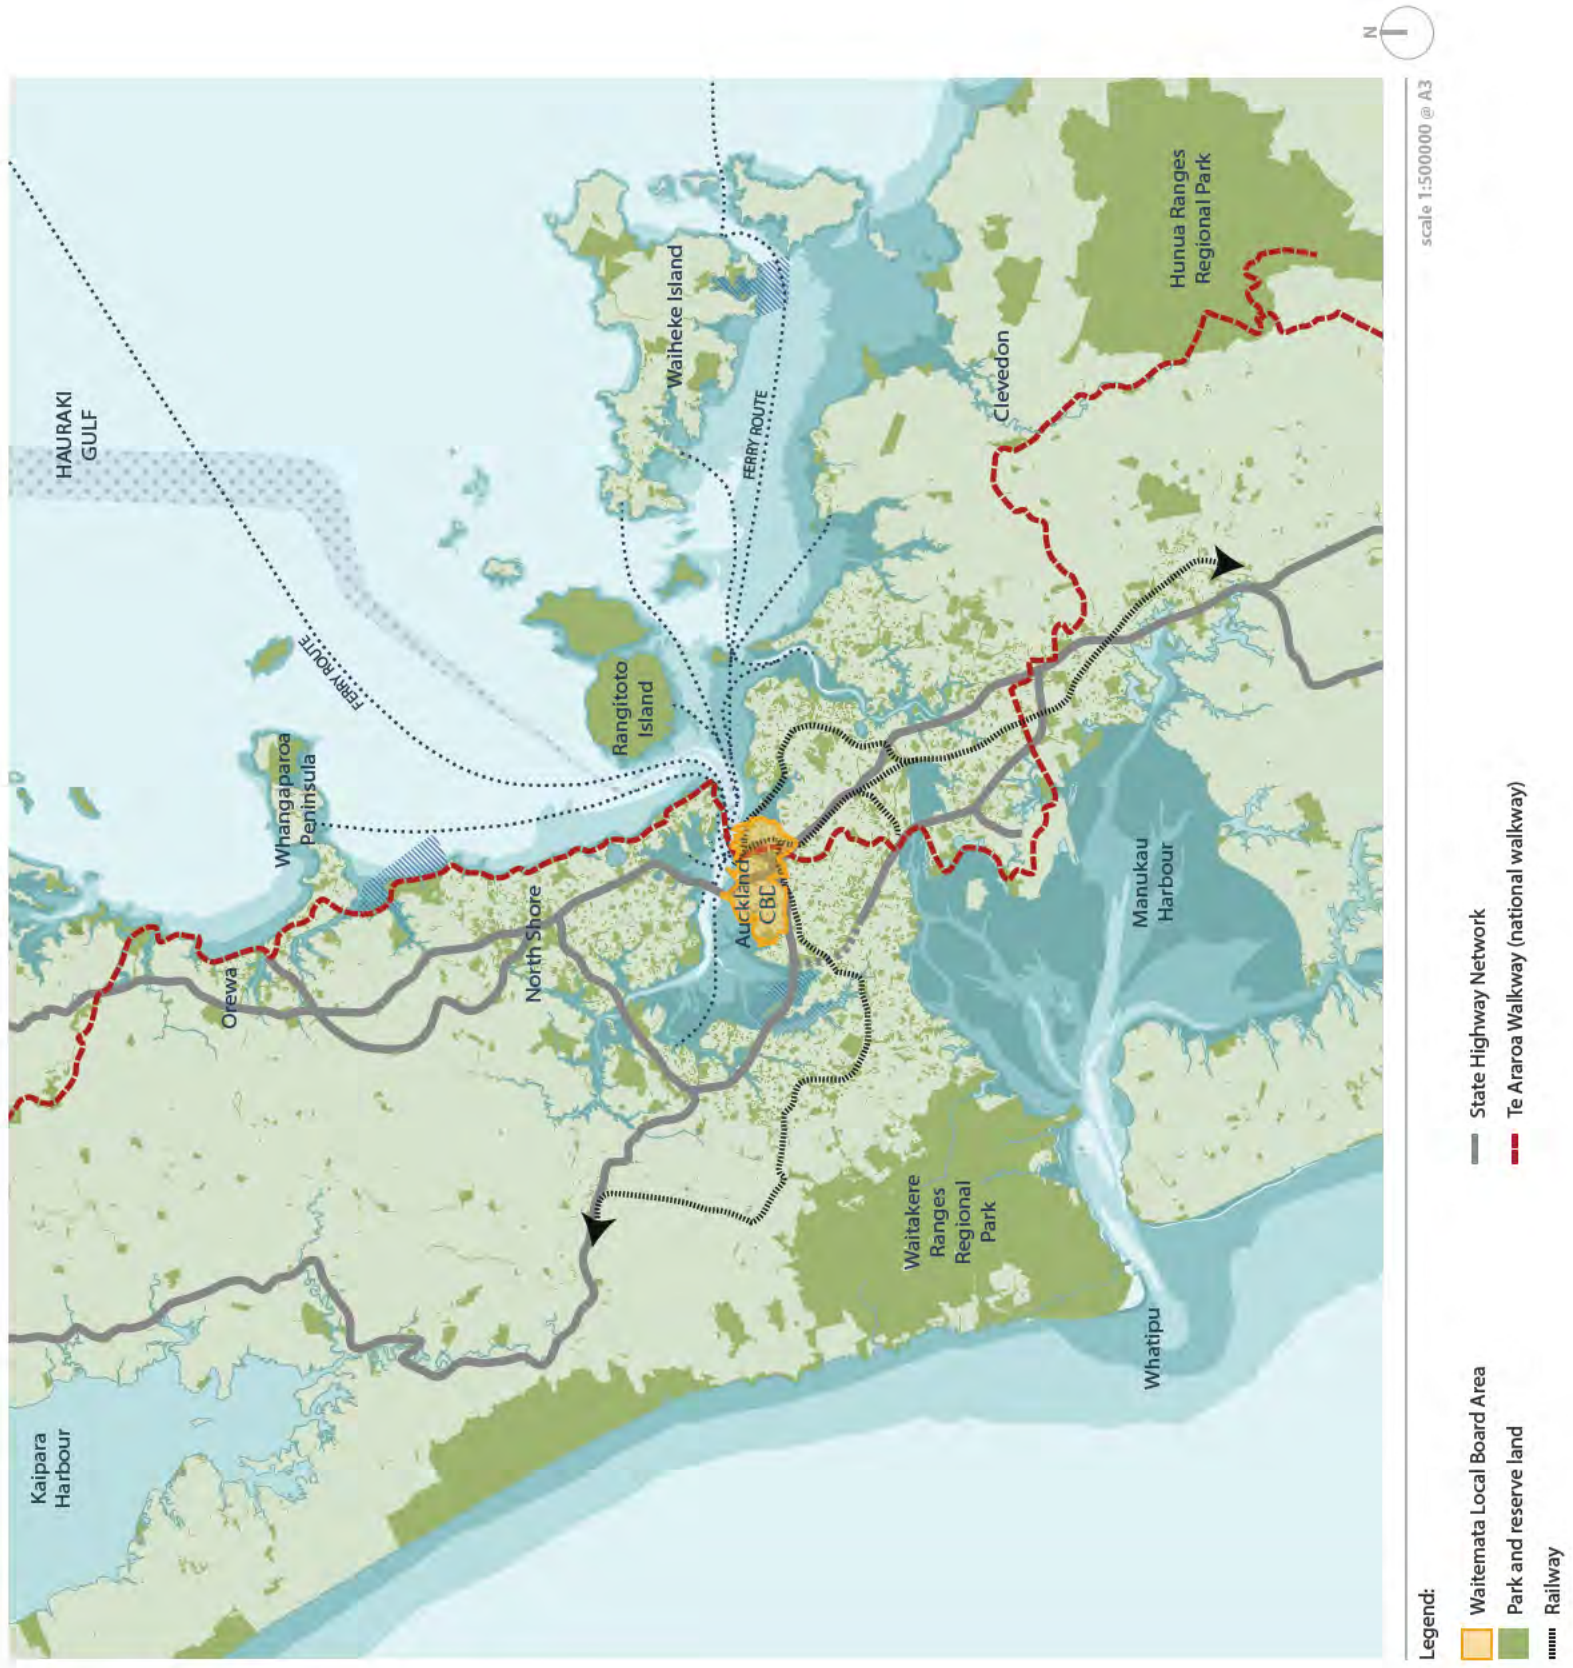 HAURAKI
GULF
Kaipara
Harbour
Orewa
Whangaparaoa
Peninsula
FERRY ROUTE
North Shore
Rangitoto
Island
Waiheke Island
FERRY ROUTE
Auckland
CBD
Clevedon
Waitakere
Ranges
Regional
Park
Manukau
Harbour
Whatipu
Hunua Ranges
Regional Park
N
scale 1:500000 @ A3
Legend:
Waitemata Local Board Area
Park and reserve land
Railway
State Highway Network
Te Araroa Walkway (national walkway)